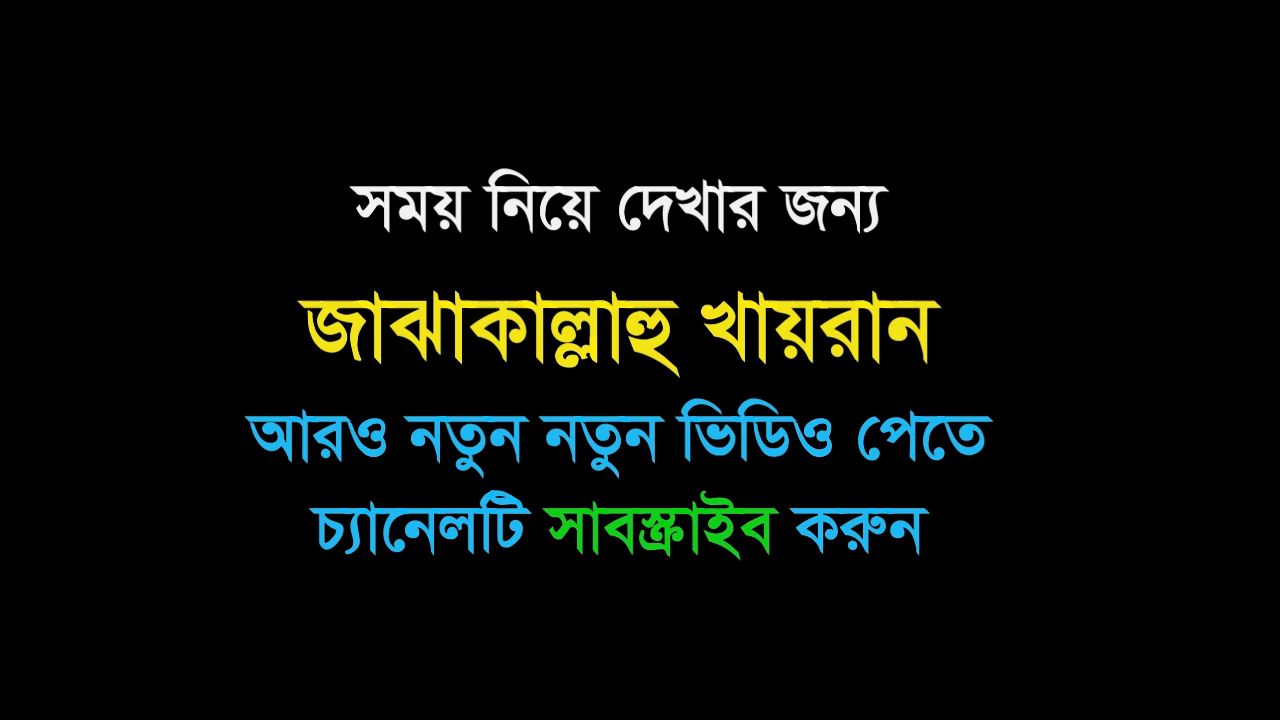 সময় নিয়ে দেখার জন্য
জাঝাকাল্লাহু খায়রান
আরও নতুন নতুন ভিডিও পেতে
চ্যানেলটি সাবস্ক্রাইব করুন